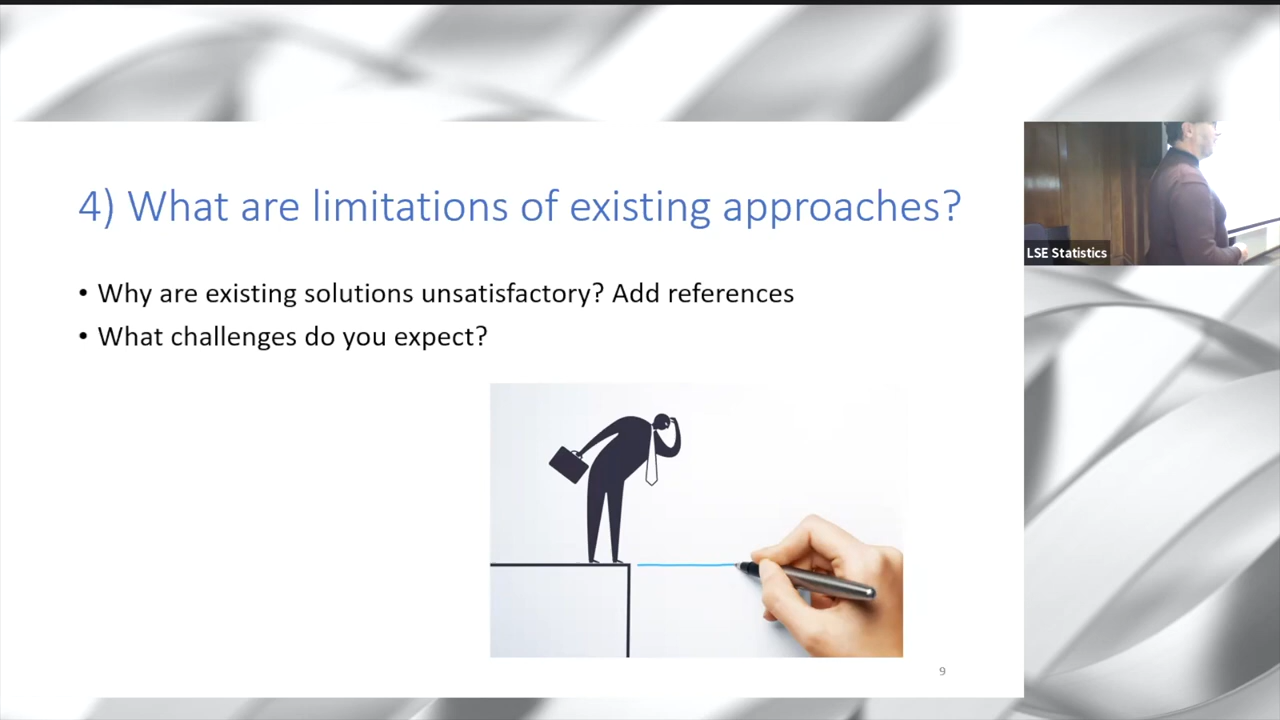 4) What are limitations of existing approaches?
• Why are existing solutions unsatisfactory? Add references
• What challenges do you expect?
LSE Statistics
9